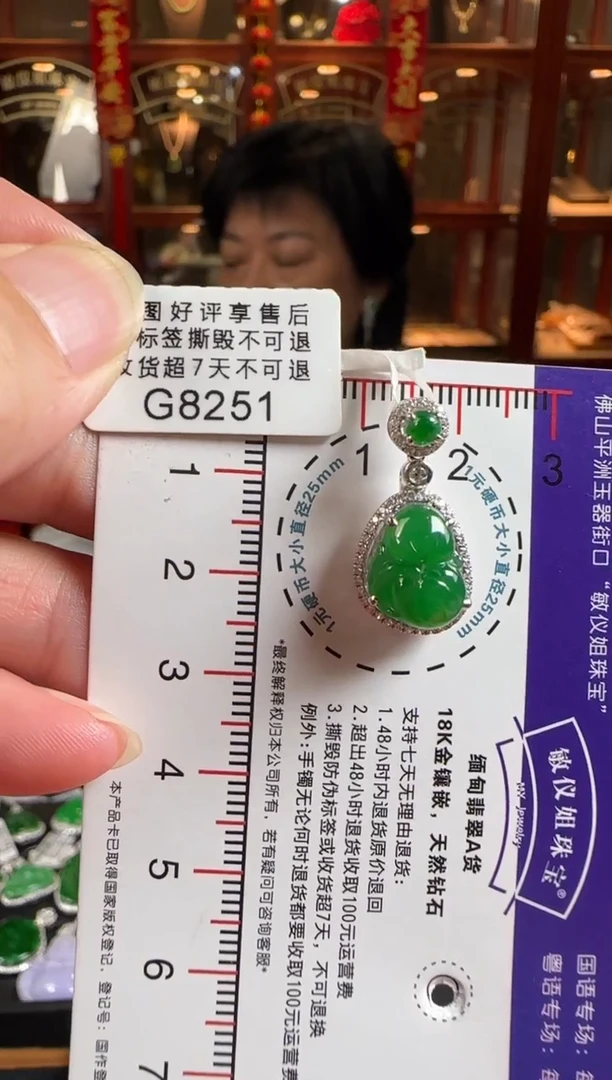 图好评享售后
标签撕毁不可退
收货超7天不可退
G8251
1 2 3
1元硬币大小直径25mm
1元硬币大小直径25mm
1
2
3
4
5
6
7
佛山平洲玉器街口“敏仪姐珠宝”
敏仪姐珠宝®
MY Jewelry
缅甸翡翠A货
18K金镶嵌，天然钻石
支持七天无理由退货：
1.48小时内退货原价退回
2.超出48小时退货收取100元运营费
3.撕毁防伪标签或收货超7天，不可退换
例外：手镯无论何时退货都要收取100元运营费
*最终解释权归本公司所有，若有疑问可咨询客服*
本产品卡已取得国家版权登记，登记号：国作登
国语专场：每
粤语专场：每